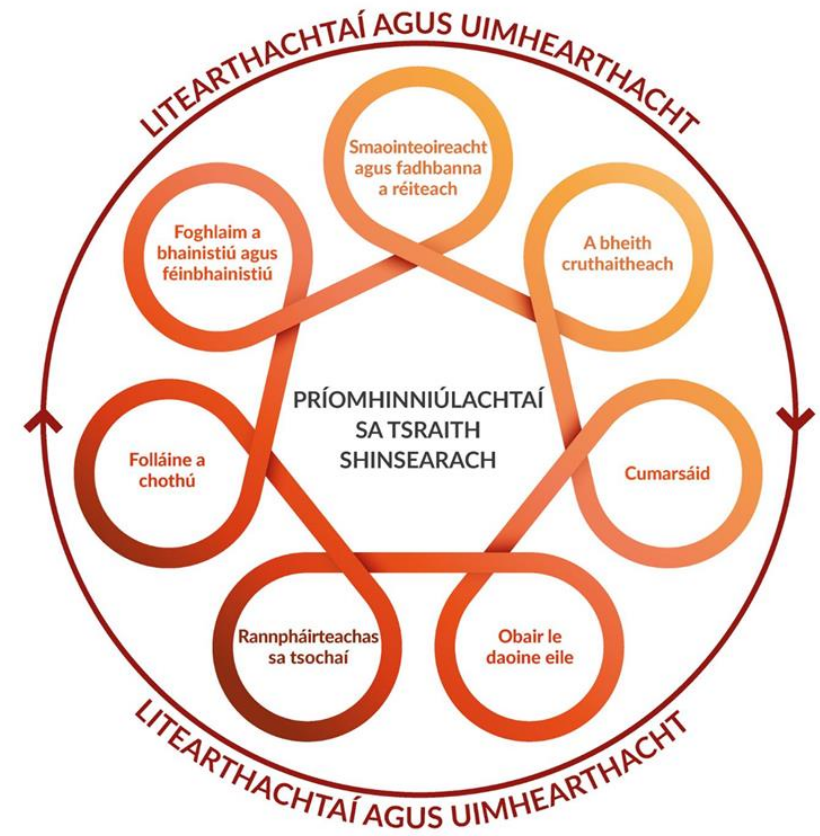 LITEARTHACHTAÍ AGUS UIMHEARTHACHT
Smaointeoireacht
agus fadhbanna
a réiteach
A bheith
cruthaitheach
Cumarsáid
Obair le
daoine eile
Rannpháirteachas
sa tsochaí
Folláine a
chothú
Foghlaim a
bhainistiú agus
féinbhainistiú
PRÍOMHINNIÚLACHTAÍ
SA TSRAITH
SHINSEARACH
LITEARTHACHTAÍ AGUS UIMHEARTHACHT